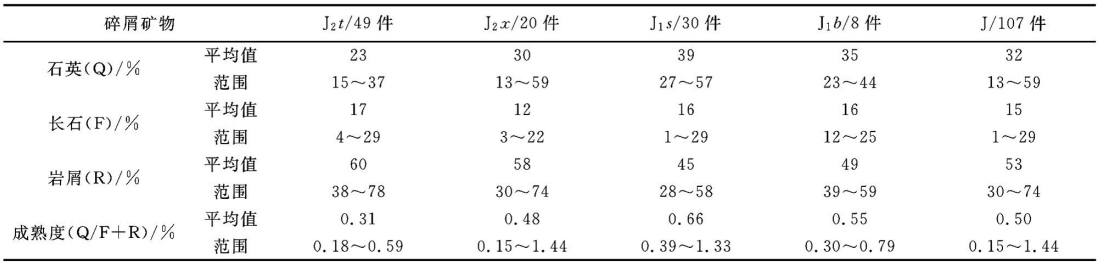 碎屑矿物 J₂t/49 件 J₂x/20 件 J₁s/30 件 J₁b/8 件 J/107 件
石英(Q)/% 平均值 23 30 39 35 32
范围 15~37 13~59 27~57 23~44 13~59
长石(F)/% 平均值 17 12 16 16 15
范围 4~29 3~22 1~29 12~25 1~29
岩屑(R)/% 平均值 60 58 45 49 53
范围 38~78 30~74 28~58 39~59 30~74
成熟度(Q/F+R)/% 平均值 0.31 0.48 0.66 0.55 0.50
范围 0.18~0.59 0.15~1.44 0.39~1.33 0.30~0.79 0.15~1.44